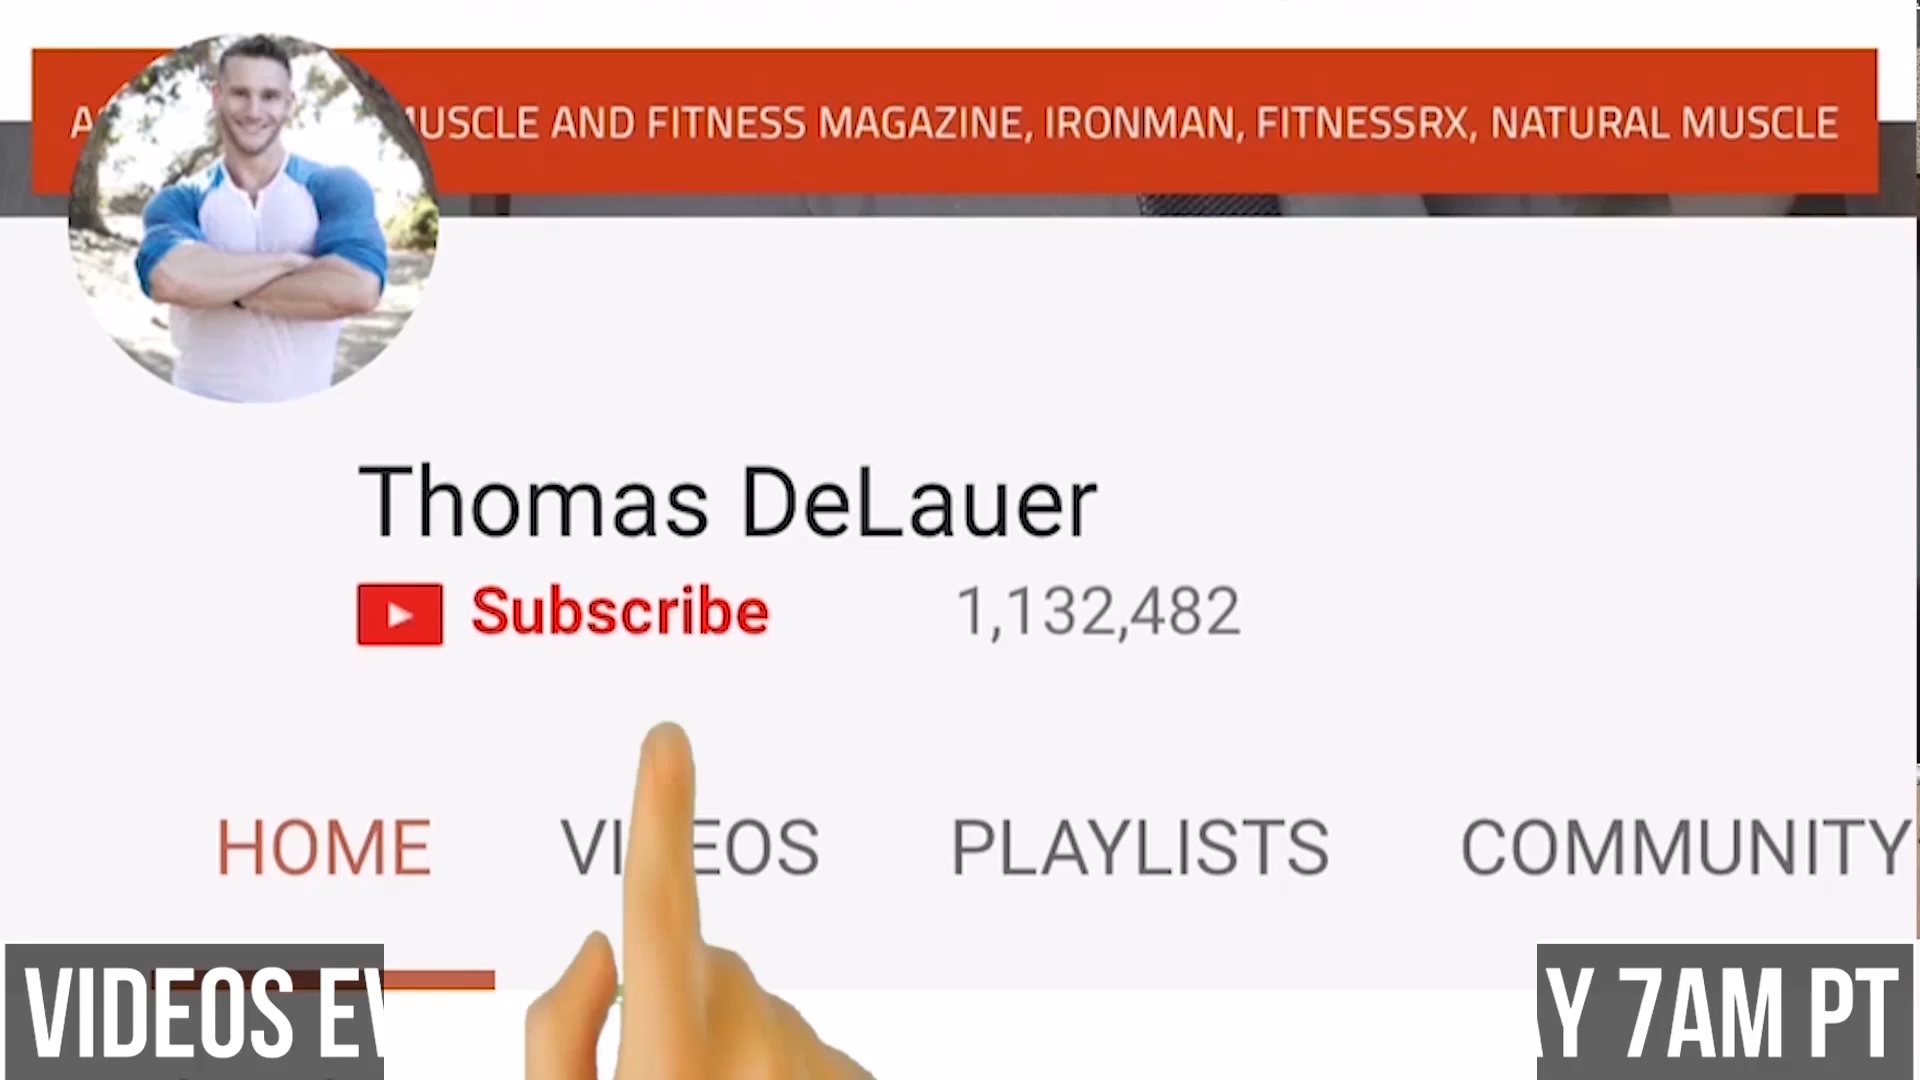 MUSCLE AND FITNESS MAGAZINE, IRONMAN, FITNESSRX, NATURAL MUSCLE
Thomas DeLauer
Subscribe 1,132,482
HOME PLAYLISTS COMMUNITY
VIDEOS 7AM PT